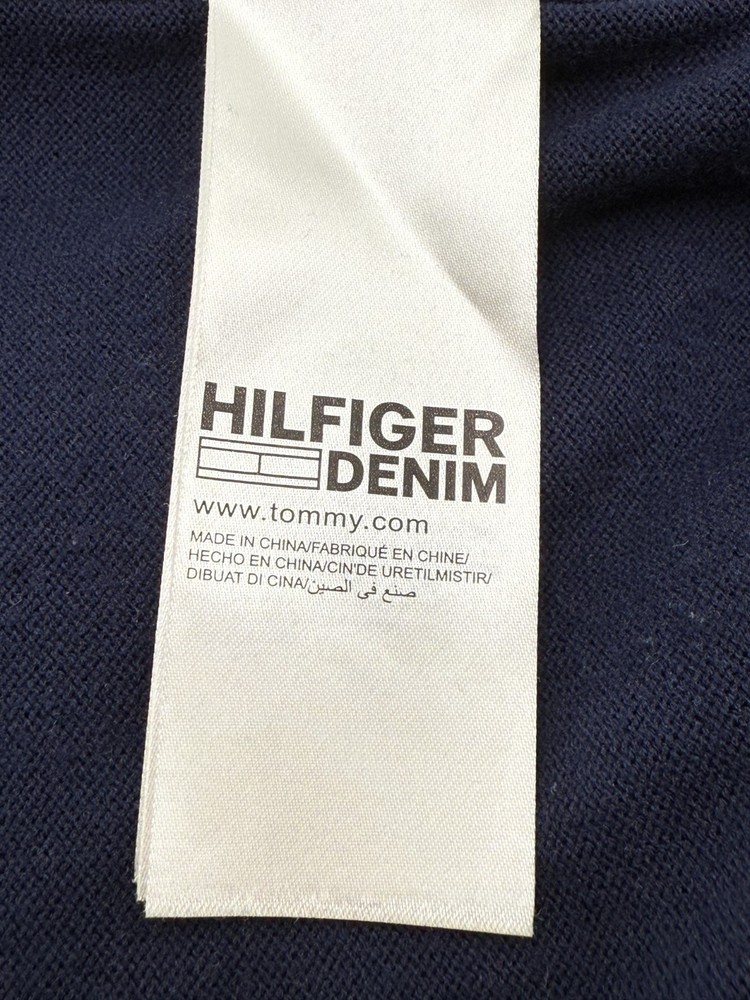 HILFIGER
DENIM
www.tommy.com
MADE IN CHINA/FABRIQUÉ EN CHINE/
HECHO EN CHINA/CIN'DE URETILMISTIR/
DIBUAT DI CINA/صنع في الصين